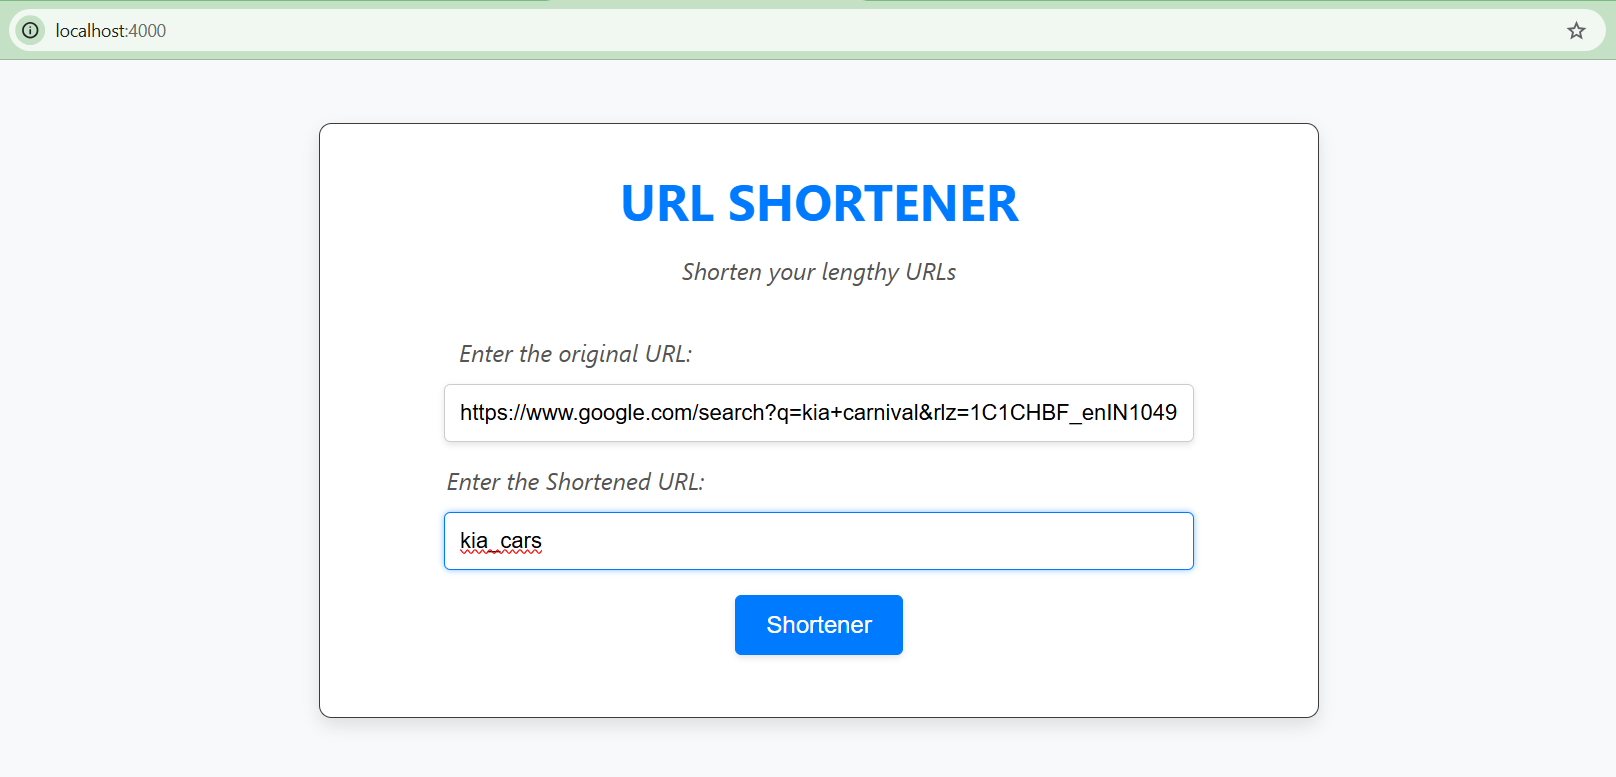 localhost:4000
URL SHORTENER
Shorten your lengthy URLs
Enter the original URL:
https://www.google.com/search?q=kia+carnival&rlz=1C1CHBF_enIN1049
Enter the Shortened URL:
kia_cars
Shortener